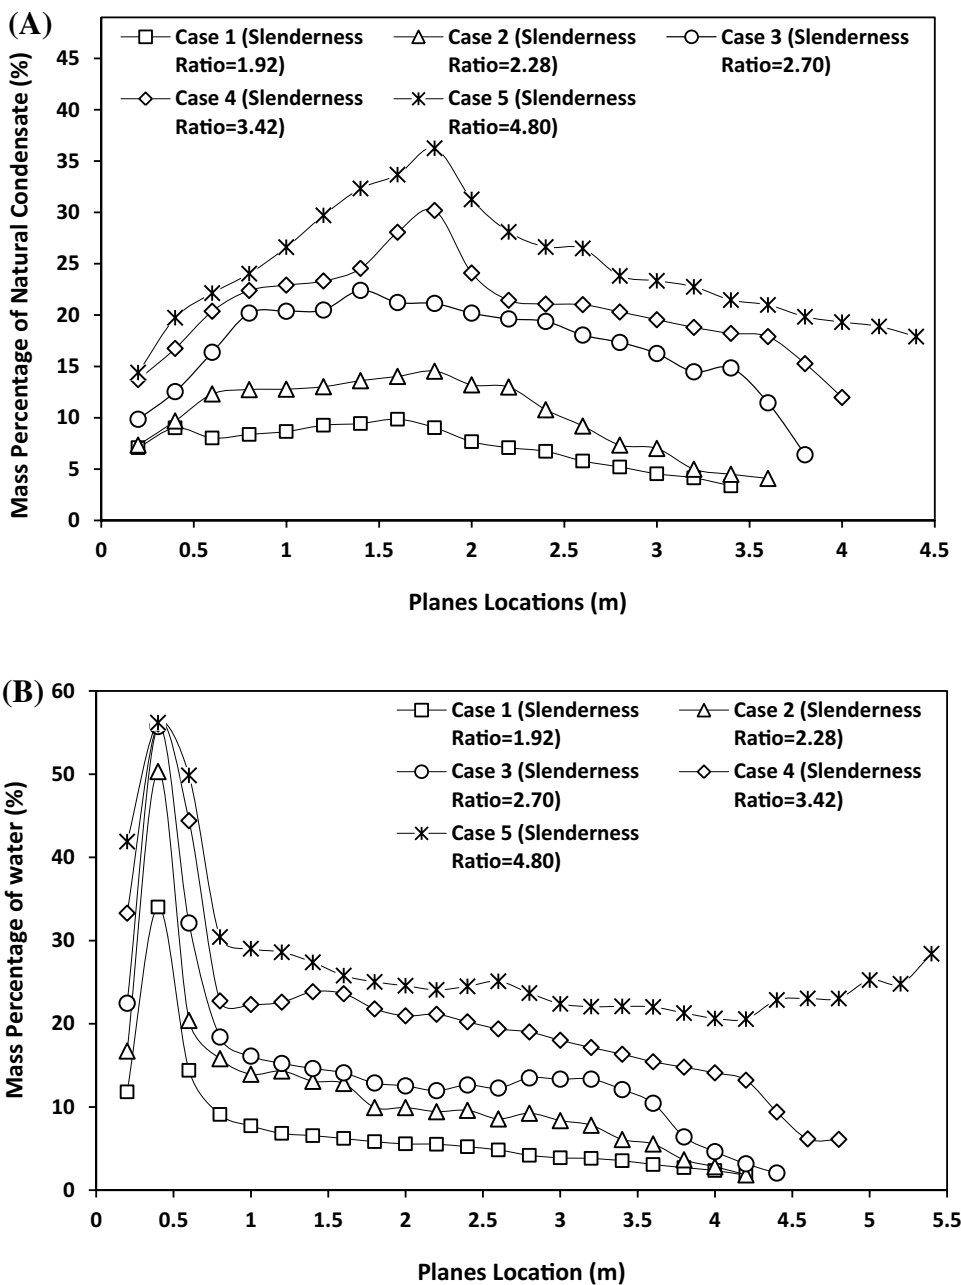 (A)
Mass Percentage of Natural Condensate (%)
Case 1 (Slenderness
Ratio=1.92)
Case 2 (Slenderness
Ratio=2.28)
Case 3 (Slenderness
Ratio=2.70)
Case 4 (Slenderness
Ratio=3.42)
Case 5 (Slenderness
Ratio=4.80)
45
40
35
30
25
20
15
10
5
0
0 0.5 1 1.5 2 2.5 3 3.5 4 4.5
Planes Locations (m)
(B)
Mass Percentage of water (%)
Case 1 (Slenderness
Ratio=1.92)
Case 2 (Slenderness
Ratio=2.28)
Case 3 (Slenderness
Ratio=2.70)
Case 4 (Slenderness
Ratio=3.42)
Case 5 (Slenderness
Ratio=4.80)
60
50
40
30
20
10
0
0 0.5 1 1.5 2 2.5 3 3.5 4 4.5 5 5.5
Planes Location (m)